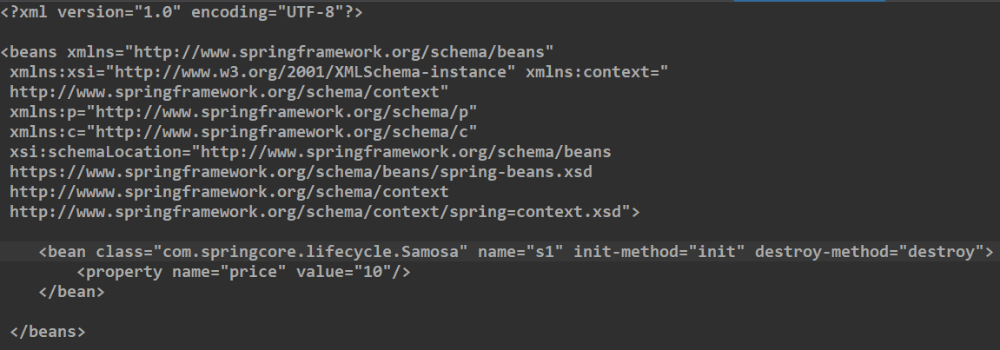 <?xml version="1.0" encoding="UTF-8"?>
<beans xmlns="http://www.springframework.org/schema/beans"
xmlns:xsi="http://www.w3.org/2001/XMLSchema-instance" xmlns:context="
http://www.springframework.org/schema/context"
xmlns:p="http://www.springframework.org/schema/p"
xmlns:c="http://www.springframework.org/schema/c"
xsi:schemaLocation="http://www.springframework.org/schema/beans
https://www.springframework.org/schema/beans/spring-beans.xsd
http://wwww.springframework.org/schema/context
http://www.springframework.org/schema/context/spring=context.xsd">
<bean class="com.springcore.lifecycle.Samosa" name="s1" init-method="init" destroy-method="destroy">
<property name="price" value="10"/>
</bean>
</beans>